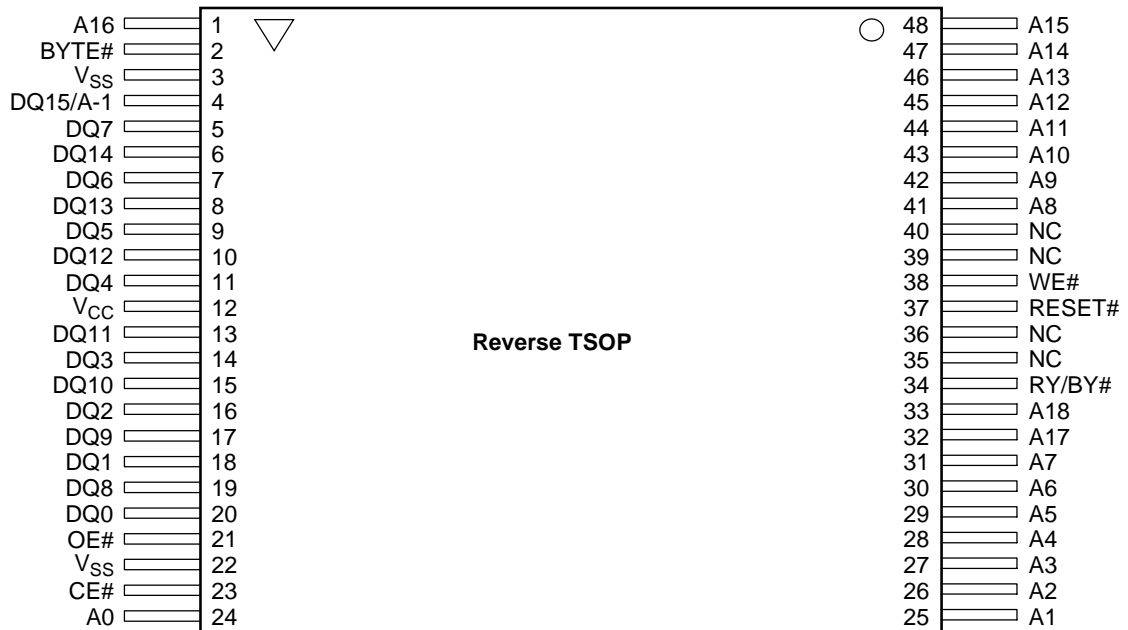 A16 1 48 A15
BYTE# 2 47 A14
VSS 3 46 A13
DQ15/A-1 4 45 A12
DQ7 5 44 A11
DQ14 6 43 A10
DQ6 7 42 A9
DQ13 8 41 A8
DQ5 9 40 NC
DQ12 10 39 NC
DQ4 11 38 WE#
VCC 12 37 RESET#
DQ11 13 36 NC
Reverse TSOP
DQ3 14 35 NC
DQ10 15 34 RY/BY#
DQ2 16 33 A18
DQ9 17 32 A17
DQ1 18 31 A7
DQ8 19 30 A6
DQ0 20 29 A5
OE# 21 28 A4
VSS 22 27 A3
CE# 23 26 A2
A0 24 25 A1